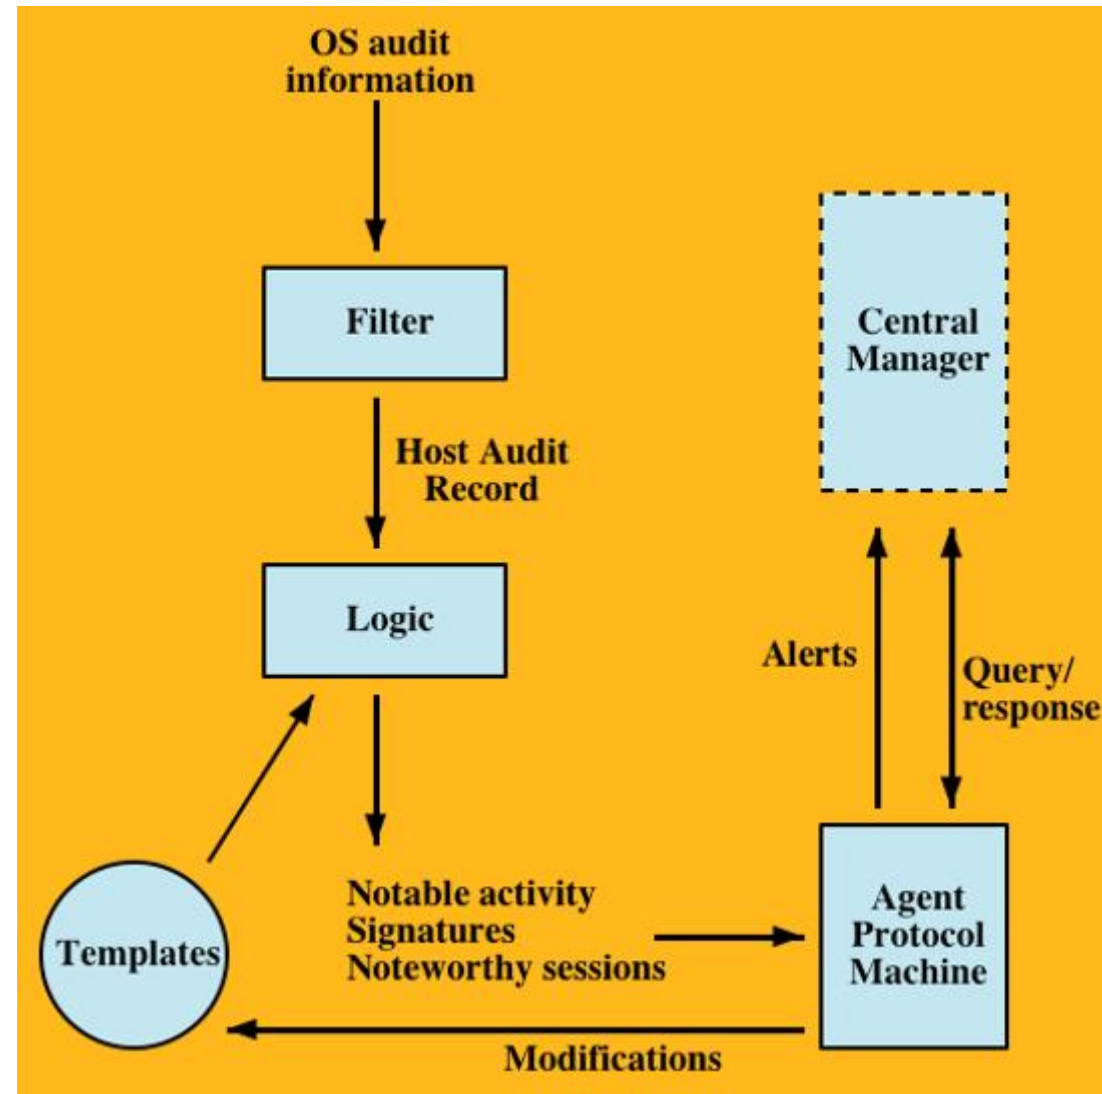 OS audit
information
Filter
Central
Manager
Host Audit
Record
Logic
Alerts
Query/
response
Notable activity
Signatures
Noteworthy sessions
Agent
Protocol
Machine
Templates
Modifications